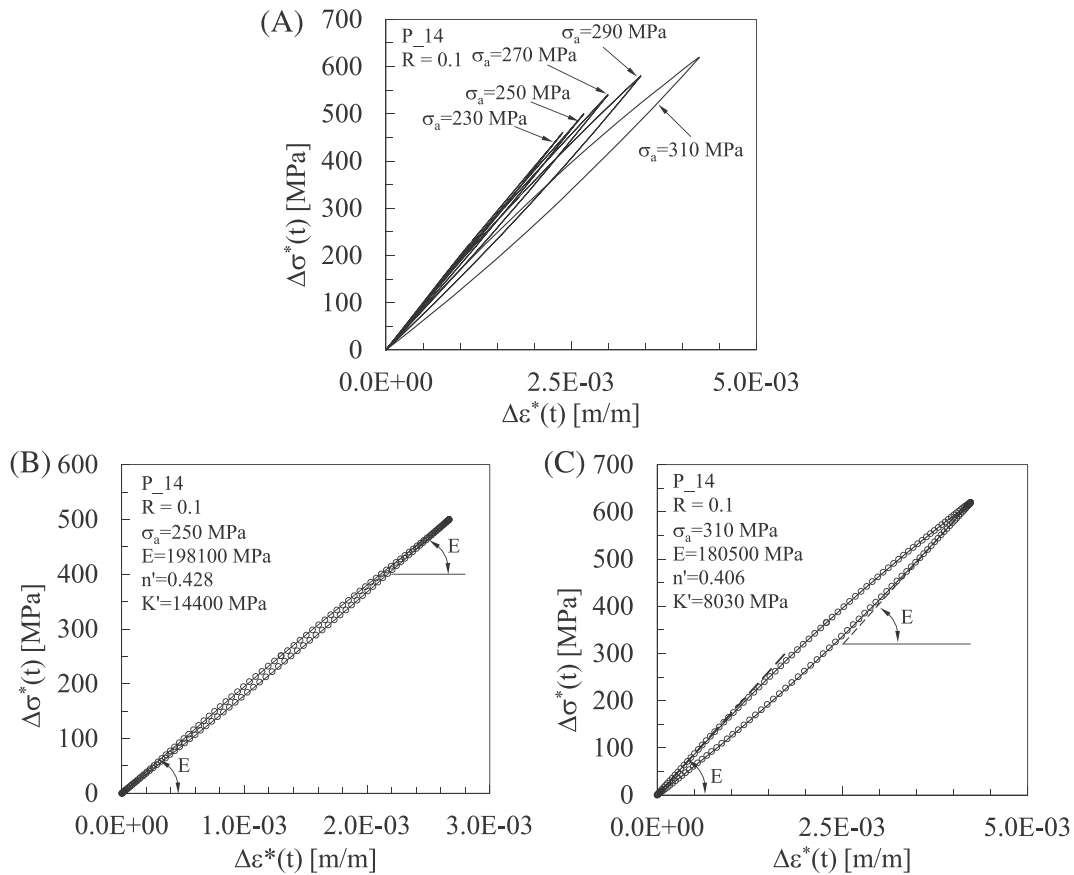 (A)
700
600
500
400
300
200
100
0
Δσ*(t) [MPa]
P_14
R = 0.1
σa=290 MPa
σa=270 MPa
σa=250 MPa
σa=230 MPa
σa=310 MPa
0.0E+00 2.5E-03 5.0E-03
Δε*(t) [m/m]
(B)
600
500
400
300
200
100
0
Δσ*(t) [MPa]
P_14
R = 0.1
σa=250 MPa
E=198100 MPa
n'=0.428
K'=14400 MPa
E
E
0.0E+00 1.0E-03 2.0E-03 3.0E-03
Δε*(t) [m/m]
(C)
700
600
500
400
300
200
100
0
Δσ*(t) [MPa]
P_14
R = 0.1
σa=310 MPa
E=180500 MPa
n'=0.406
K'=8030 MPa
E
E
0.0E+00 2.5E-03 5.0E-03
Δε*(t) [m/m]